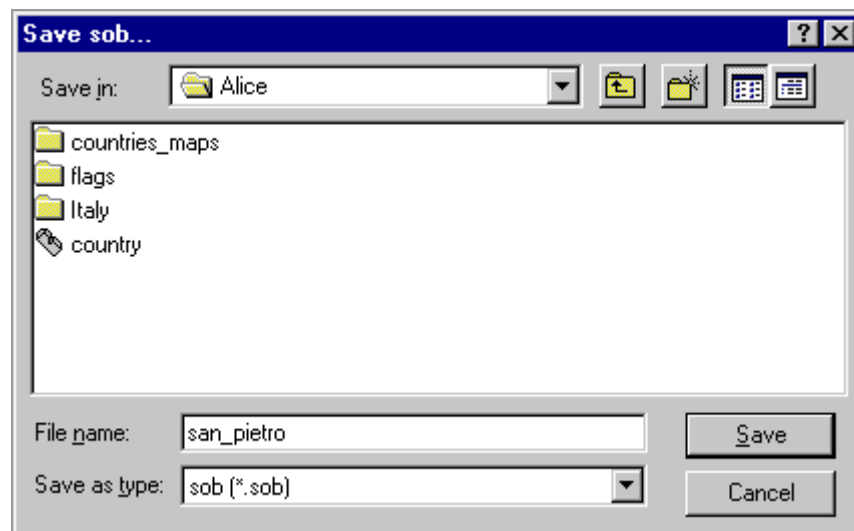 Save sob...
Save in: Alice
countries_maps
flags
Italy
country
File name: san_pietro Save
Save as type: sob (*.sob) Cancel